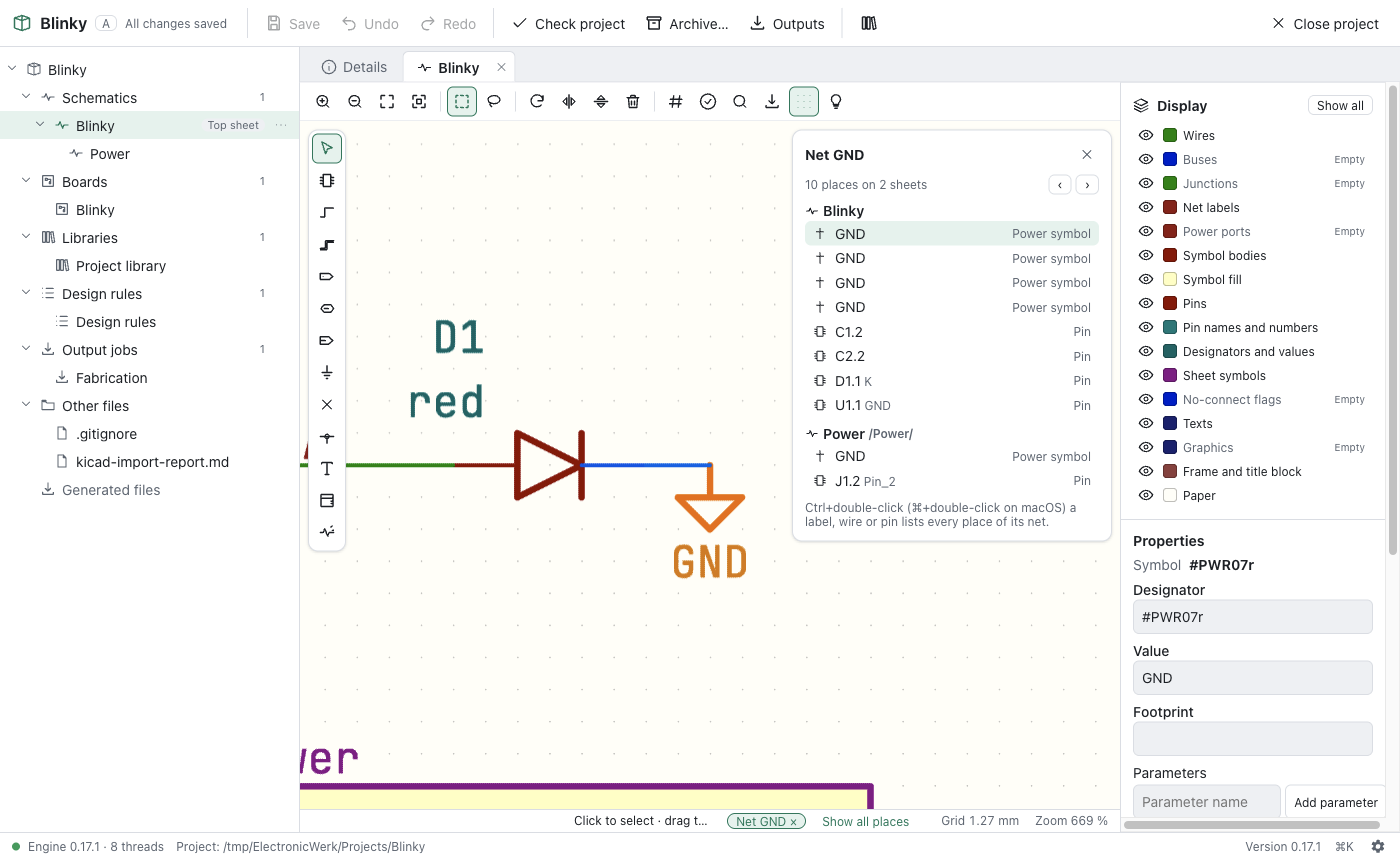 Blinky A All changes saved Save Undo Redo Check project Archive... Outputs Close project
Blinky
Schematics 1
Blinky Top sheet ...
Power
Boards 1
Blinky
Libraries 1
Project library
Design rules 1
Design rules
Output jobs 1
Fabrication
Other files
.gitignore
kicad-import-report.md
Generated files
Details Blinky
D1
red
GND
Net GND
10 places on 2 sheets
Blinky
GND Power symbol
GND Power symbol
GND Power symbol
GND Power symbol
C1.2 Pin
C2.2 Pin
D1.1 K Pin
U1.1 GND Pin
Power /Power/
GND Power symbol
J1.2 Pin_2 Pin
Ctrl+double-click (⌘+double-click on macOS) a
label, wire or pin lists every place of its net.
Click to select · drag t... Net GND × Show all places Grid 1.27 mm Zoom 669 %
Display Show all
Wires
Buses Empty
Junctions Empty
Net labels
Power ports Empty
Symbol bodies
Symbol fill
Pins
Pin names and numbers
Designators and values
Sheet symbols
No-connect flags Empty
Texts
Graphics Empty
Frame and title block
Paper
Properties
Symbol #PWR07r
Designator
#PWR07r
Value
GND
Footprint
Parameters
Parameter name Add parameter
Engine 0.17.1 · 8 threads Project: /tmp/ElectronicWerk/Projects/Blinky Version 0.17.1 ⌘K